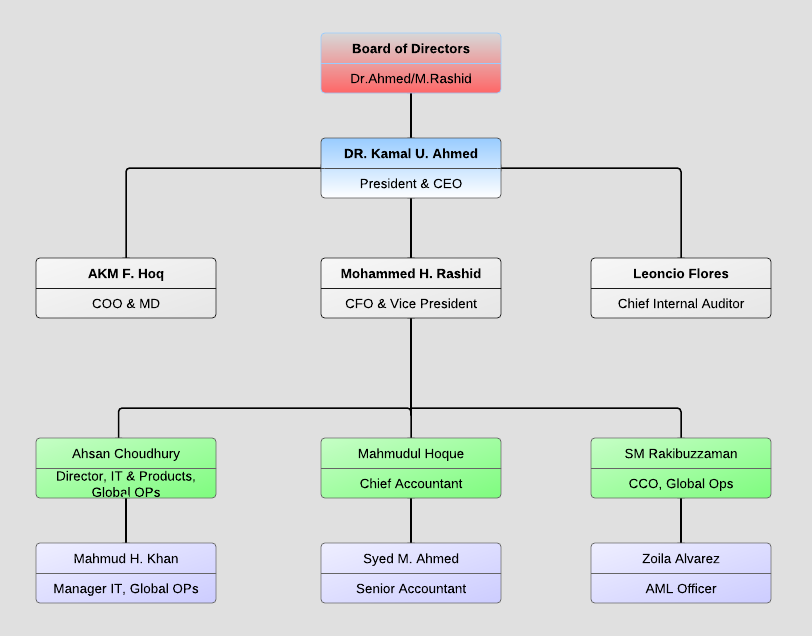 Board of Directors
Dr.Ahmed/M.Rashid
DR. Kamal U. Ahmed
President & CEO
AKM F. Hoq
COO & MD
Mohammed H. Rashid
CFO & Vice President
Leoncio Flores
Chief Internal Auditor
Ahsan Choudhury
Director, IT & Products,
Global OPs
Mahmudul Hoque
Chief Accountant
SM Rakibuzzaman
CCO, Global Ops
Mahmud H. Khan
Manager IT, Global OPs
Syed M. Ahmed
Senior Accountant
Zoila Alvarez
AML Officer